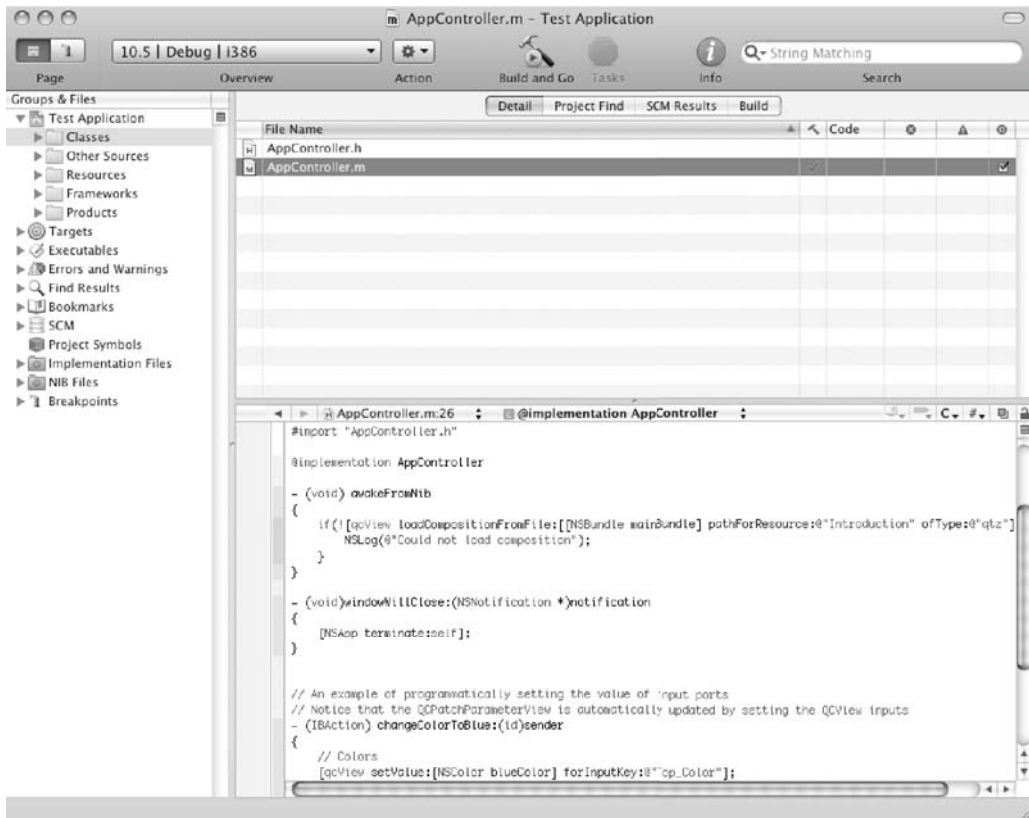 AppController.m – Test Application
10.5 | Debug | i386
String Matching
Page
Overview
Action
Build and Go
Tasks
Info
Search
Groups & Files
Test Application
Classes
Other Sources
Resources
Frameworks
Products
Targets
Executables
Errors and Warnings
Find Results
Bookmarks
SCM
Project Symbols
Implementation Files
NIB Files
Breakpoints
Detail Project Find SCM Results Build
File Name Code
AppController.h
AppController.m
AppController.m:26 @implementation AppController C #
#import "AppController.h"
@implementation AppController
- (void) awakeFromNib
{
if(![qcView loadCompositionFromFile:[[NSBundle mainBundle] pathForResource:@"Introduction" ofType:@"qtz"]
NSLog(@"Could not load composition");
}
}
- (void)windowWillClose:(NSNotification *)notification
{
[NSApp terminate:self];
}
// An example of programmatically setting the value of input ports
// Notice that the QCPatchParameterView is automatically updated by setting the QCView inputs
- (IBAction) changeColorToBlue:(id)sender
{
// Colors
[qcView setValue:[NSColor blueColor] forInputKey:@"Top_Color"];